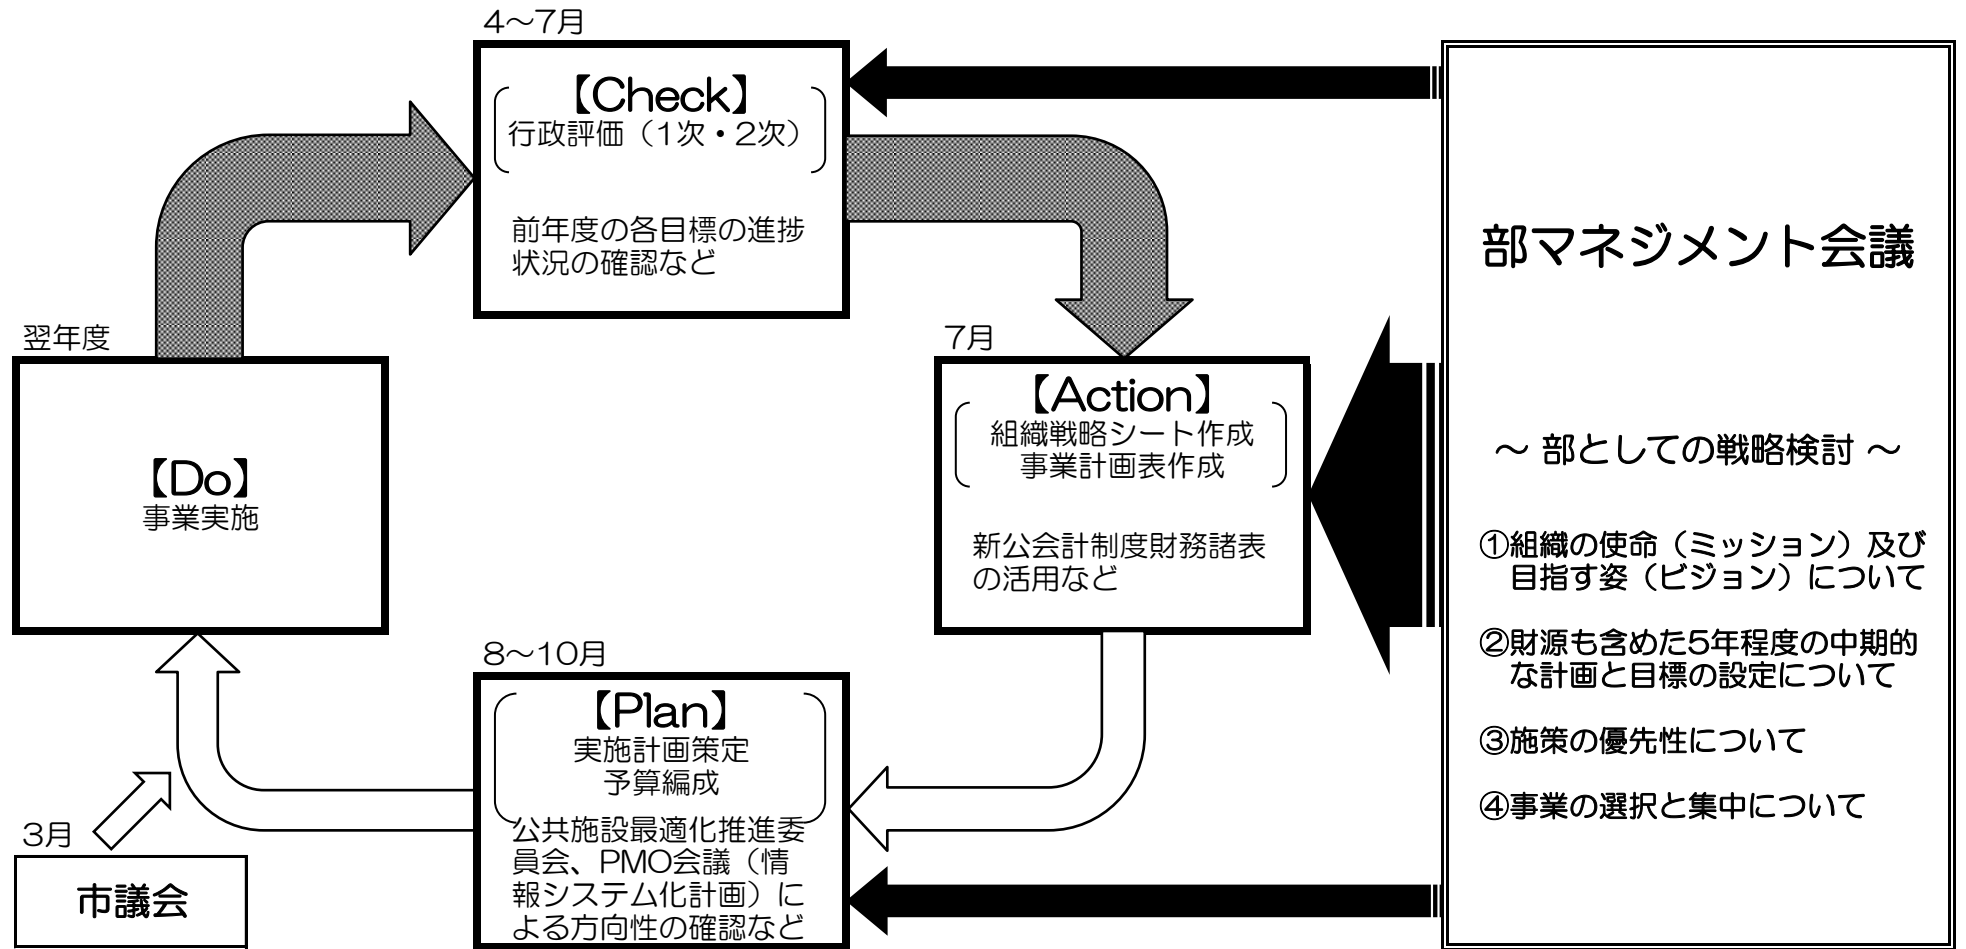 4～7月
【Check】
行政評価（1次・2次）
前年度の各目標の進捗
状況の確認など
翌年度
【Do】
事業実施
7月
【Action】
組織戦略シート作成
事業計画表作成
新公会計制度財務諸表
の活用など
8～10月
【Plan】
実施計画策定
予算編成
公共施設最適化推進委
員会、PMO会議（情
報システム化計画）に
よる方向性の確認など
3月
市議会
部マネジメント会議
～ 部としての戦略検討 ～
①組織の使命（ミッション）及び
目指す姿（ビジョン）について
②財源も含めた5年程度の中期的
な計画と目標の設定について
③施策の優先性について
④事業の選択と集中について